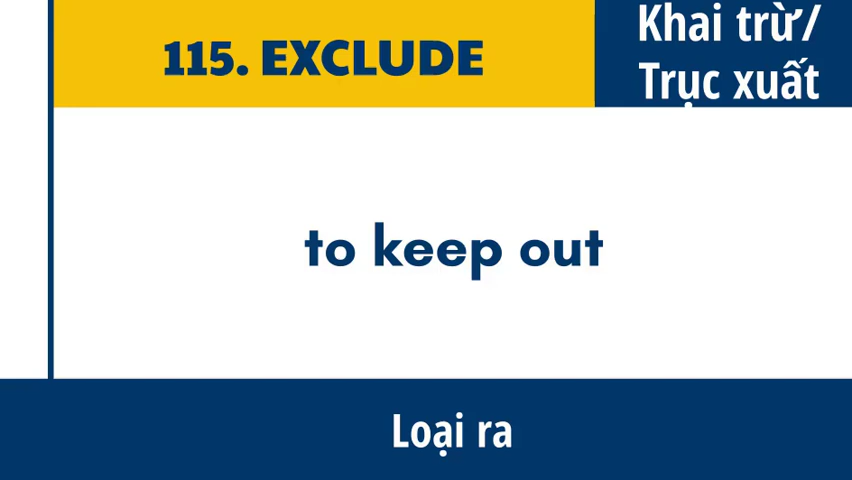 115. EXCLUDE
Khai trừ/
Trục xuất
to keep out
Loại ra